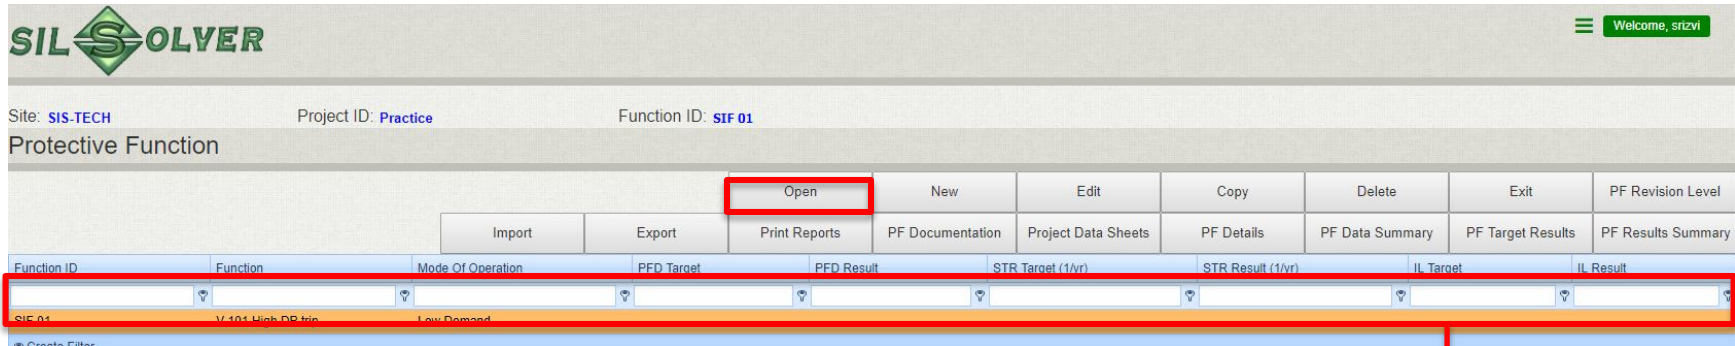 SIL SOLVER
Welcome, srizvi
Site: SIS-TECH Project ID: Practice Function ID: SIF 01
Protective Function
Open New Edit Copy Delete Exit PF Revision Level
Import Export Print Reports PF Documentation Project Data Sheets PF Details PF Data Summary PF Target Results PF Results Summary
Function ID Function Mode Of Operation PFD Target PFD Result STR Target (1/yr) STR Result (1/yr) IL Target IL Result
SIF 01 V-101 High DP trip Low Demand
Create Filter